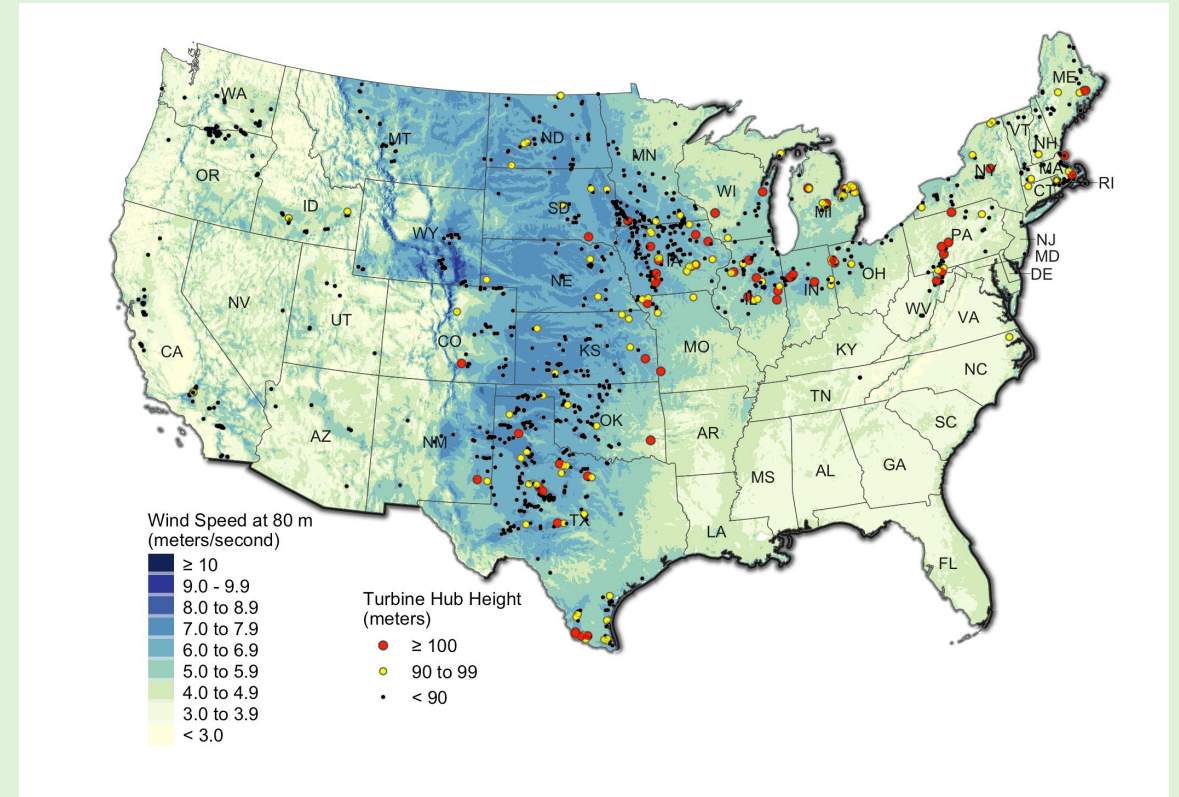 WA
ME
MT
ND
VT
MN
NH
OR
NY
MA
WI
CT
RI
ID
SD
MI
WY
PA
NJ
IA
MD
NE
OH
DE
IN
NV
IL
WV
UT
CO
VA
CA
KS
MO
KY
NC
TN
OK
SC
AZ
NM
AR
GA
MS
AL
TX
LA
FL
Wind Speed at 80 m
(meters/second)
≥ 10
9.0 - 9.9
8.0 to 8.9
7.0 to 7.9
6.0 to 6.9
5.0 to 5.9
4.0 to 4.9
3.0 to 3.9
< 3.0
Turbine Hub Height
(meters)
≥ 100
90 to 99
< 90